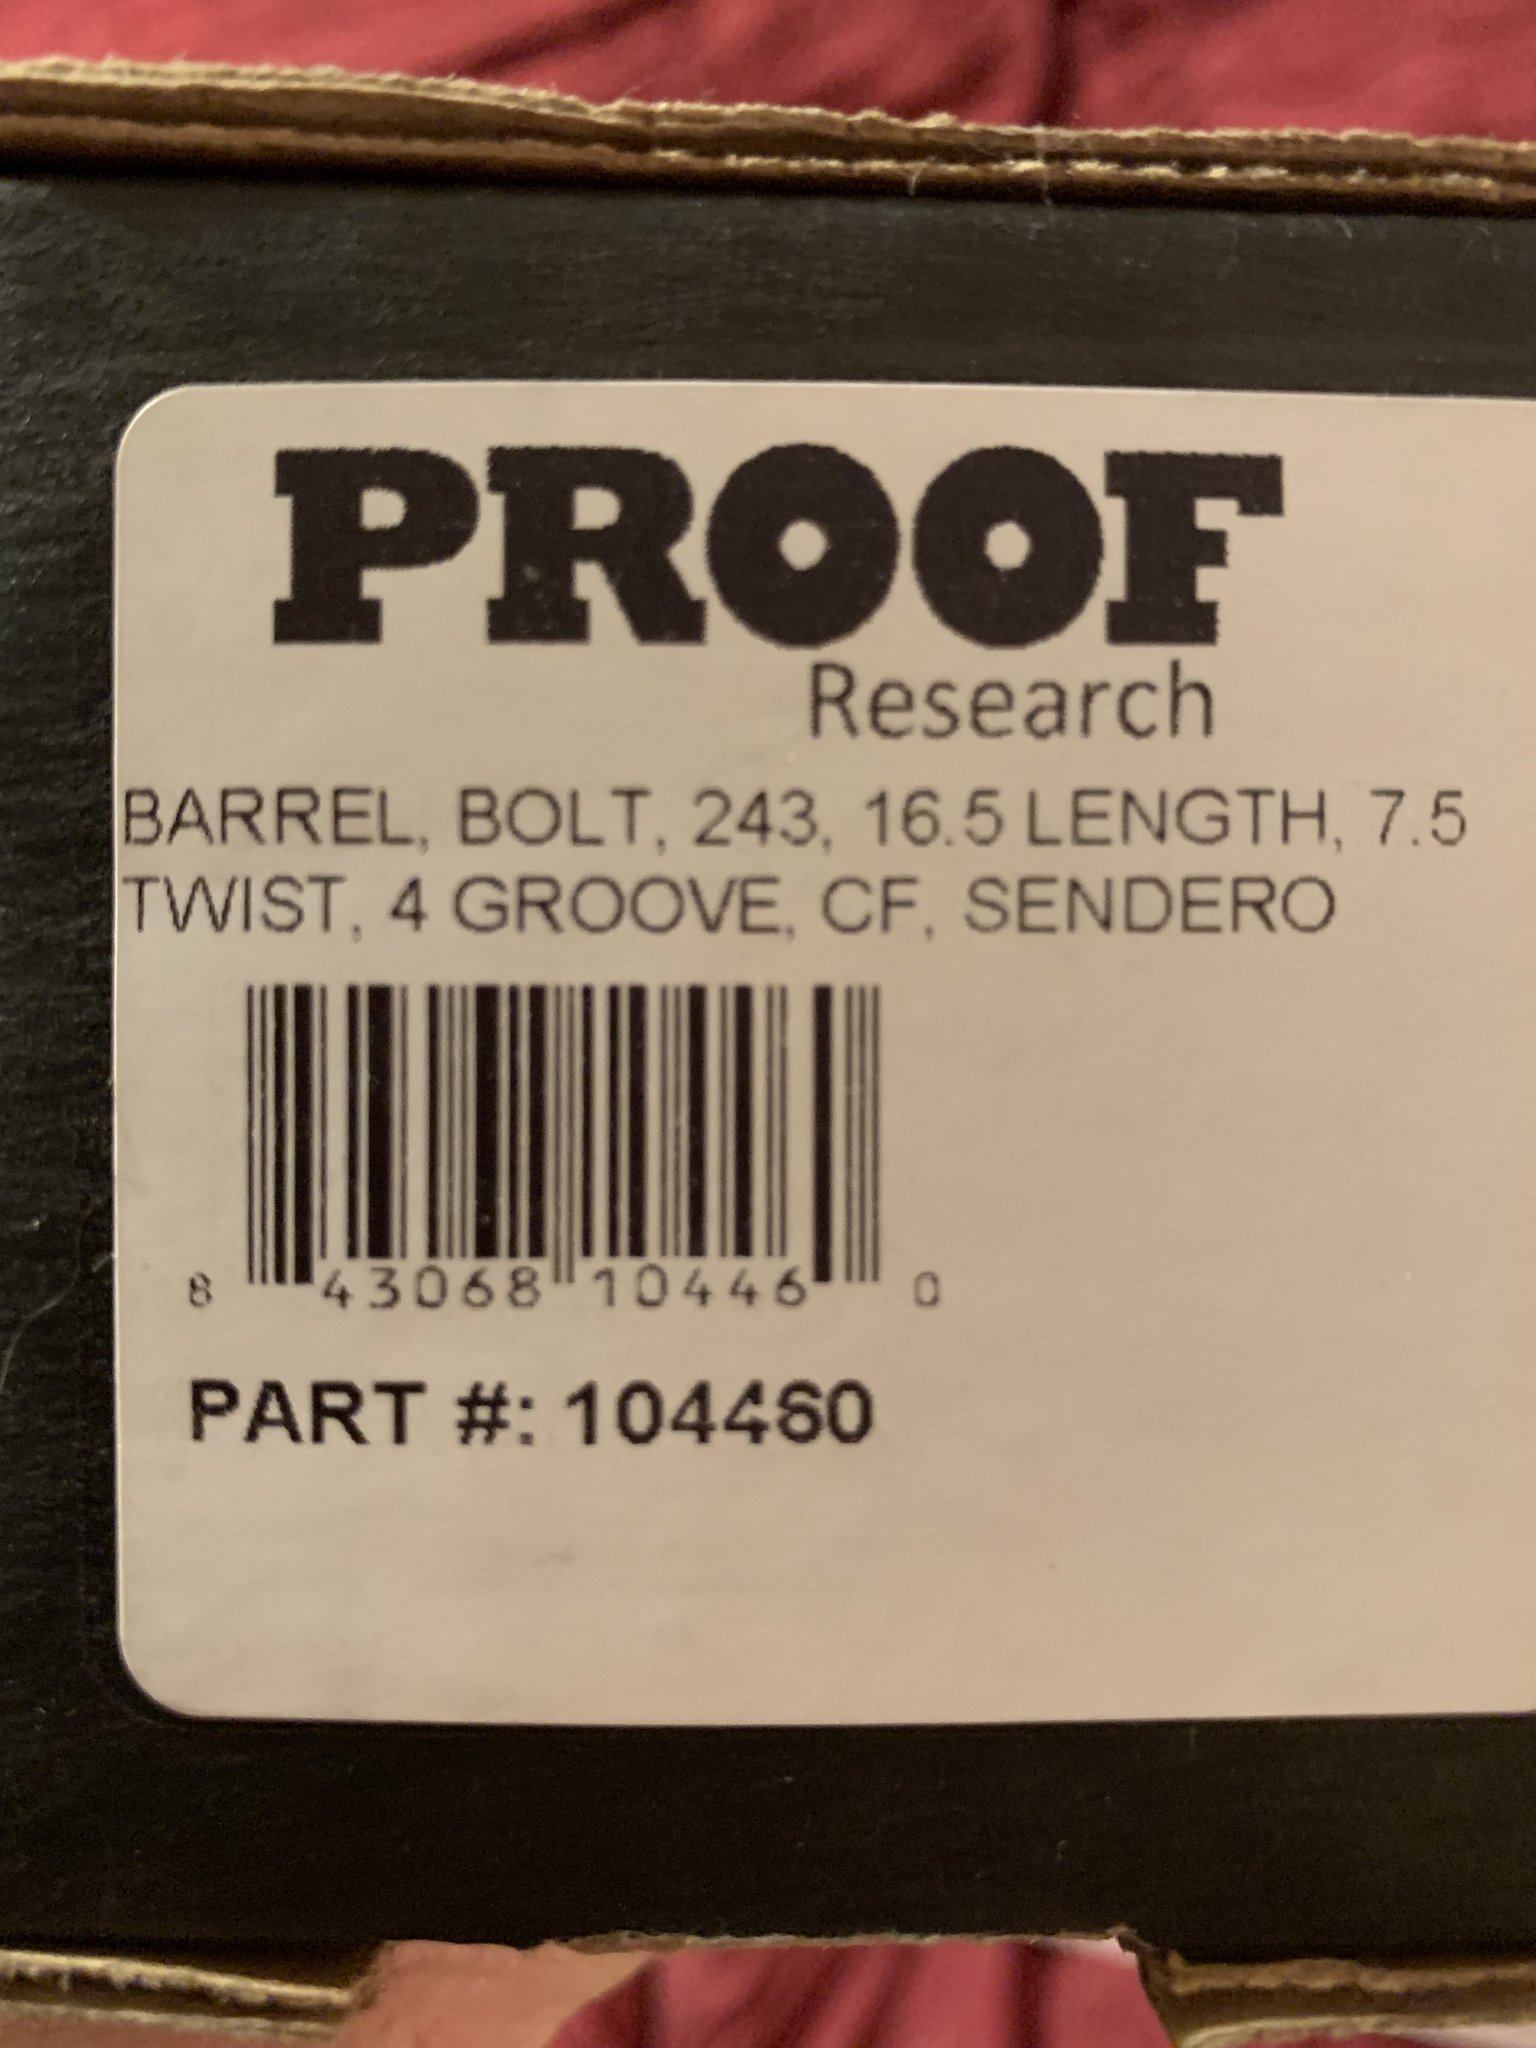 PROOF
Research
BARREL, BOLT, 243, 16.5 LENGTH, 7.5
TWIST, 4 GROOVE, CF, SENDERO
8 43068 10446 0
PART #: 104460